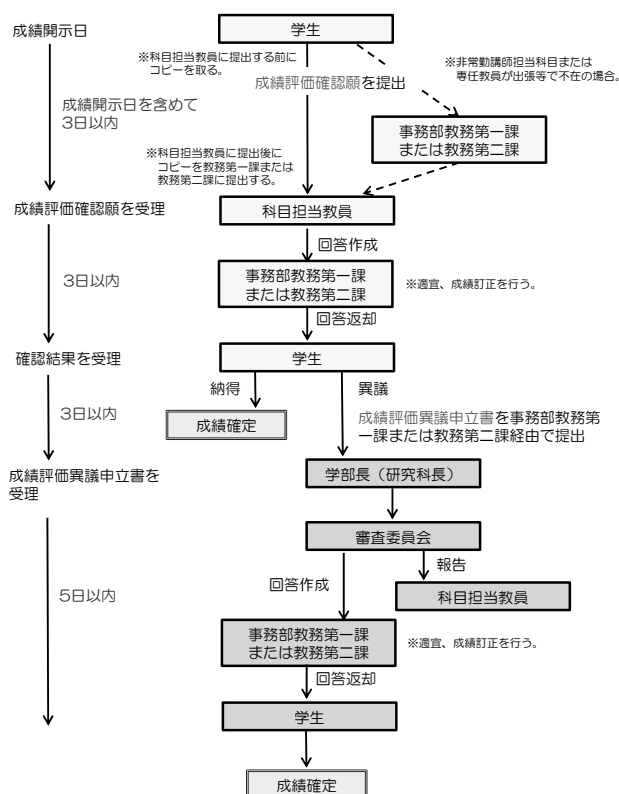 成績開示日
学生
※科目担当教員に提出する前に
コピーを取る。
※非常勤講師担当科目または
専任教員が出張等で不在の場合。
成績評価確認願を提出
成績開示日を含めて
3日以内
事務部教務第一課
または教務第二課
※科目担当教員に提出後に
コピーを教務第一課または
教務第二課に提出する。
成績評価確認願を受理
科目担当教員
回答作成
3日以内
事務部教務第一課
または教務第二課
※適宜、成績訂正を行う。
回答返却
確認結果を受理
学生
納得
異議
3日以内
成績確定
成績評価異議申立書を事務部教務第
一課または教務第二課経由で提出
成績評価異議申立書を
受理
学部長（研究科長）
審査委員会
報告
回答作成
5日以内
科目担当教員
事務部教務第一課
または教務第二課
※適宜、成績訂正を行う。
回答返却
学生
成績確定